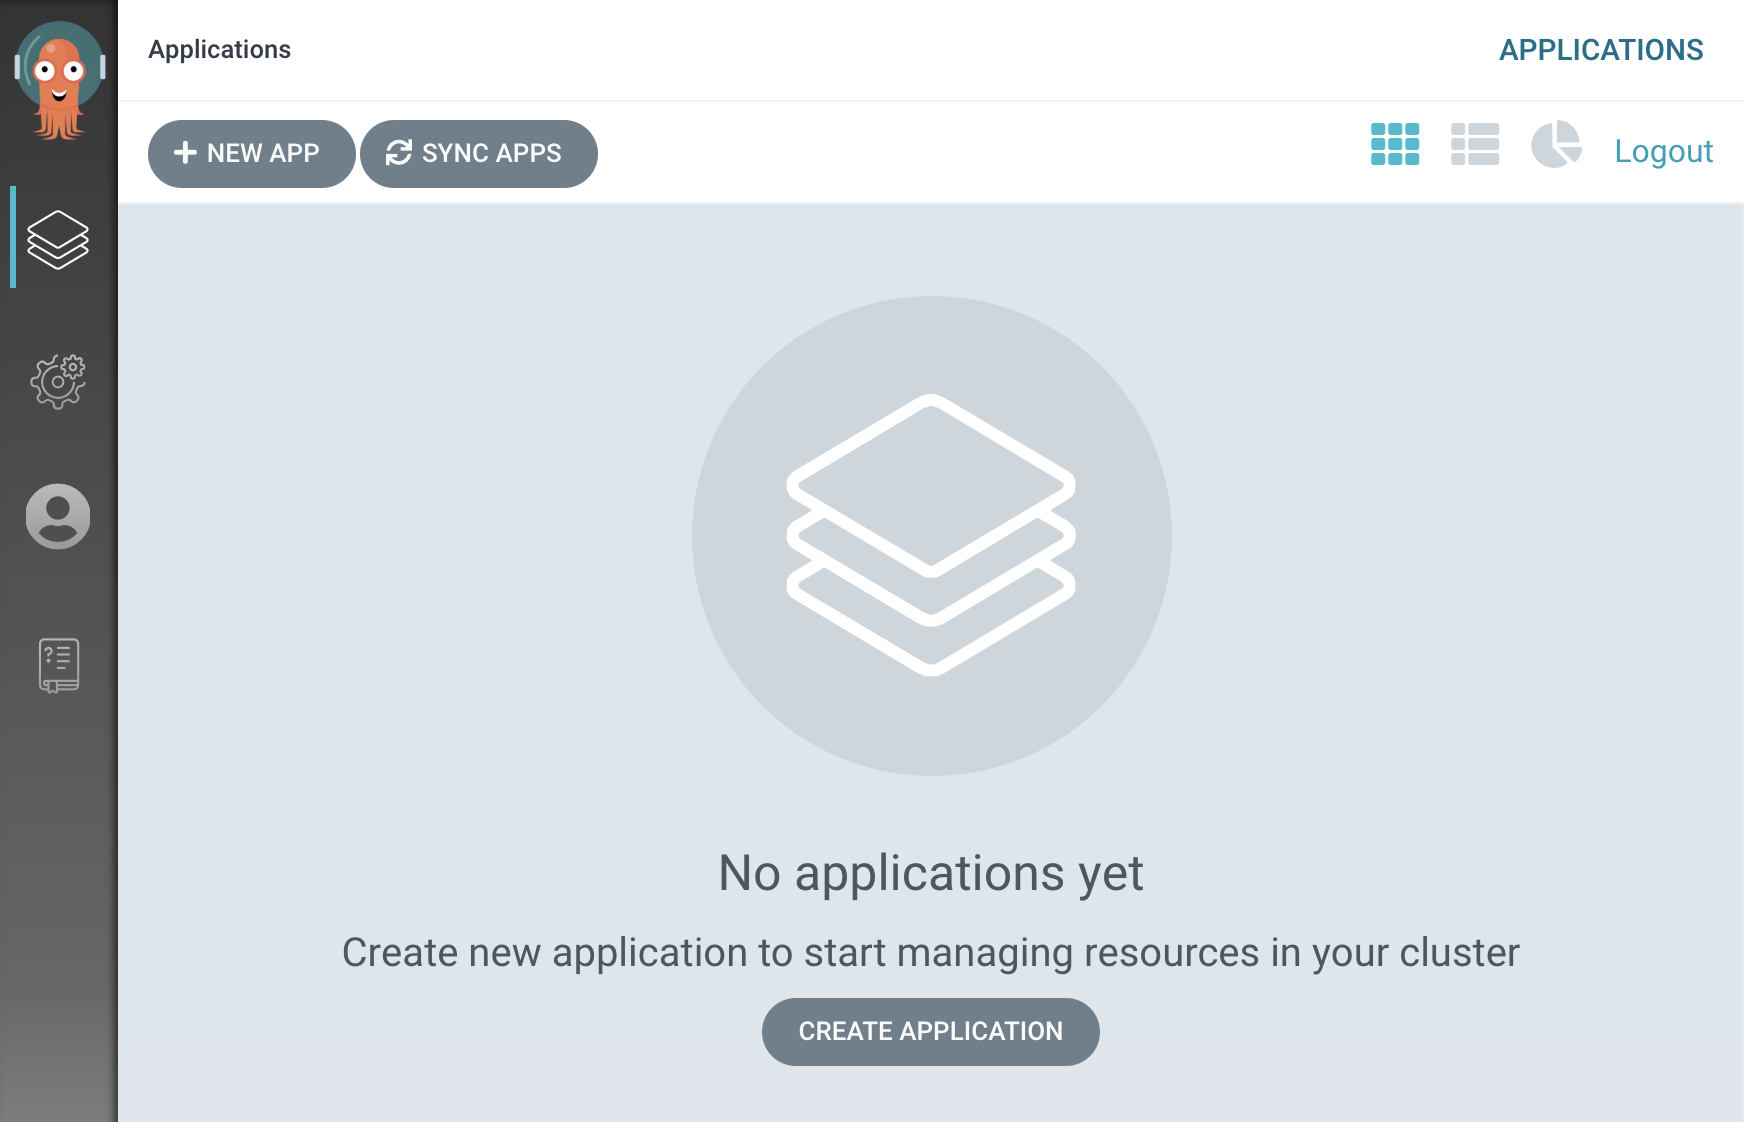 Applications
APPLICATIONS
NEW APP
SYNC APPS
Logout
No applications yet
Create new application to start managing resources in your cluster
CREATE APPLICATION